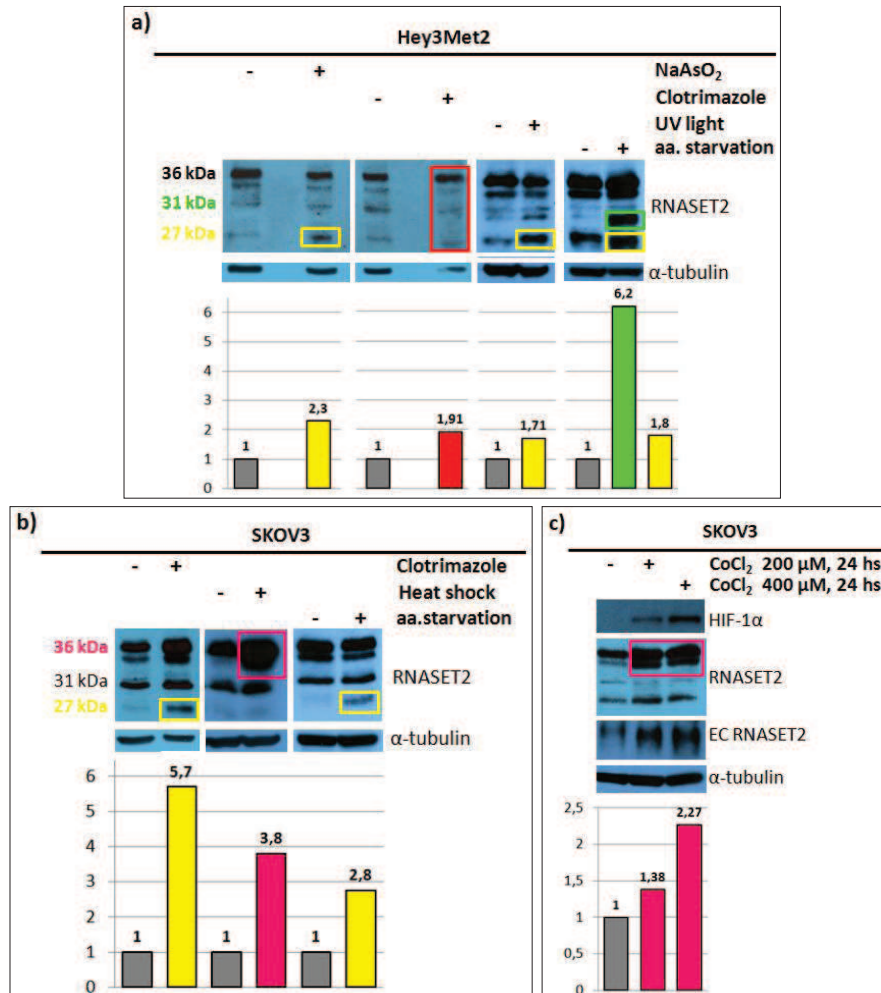 a)
Hey3Met2
- + NaAsO₂
- + Clotrimazole
- + UV light
- + aa. starvation
36 kDa
31 kDa
27 kDa
RNASET2
α-tubulin
6
5
4
3
2
1
0
1 2,3 1 1,91 1 1,71 1 6,2 1,8
b)
SKOV3
- + Clotrimazole
- + Heat shock
- + aa.starvation
36 kDa
31 kDa
27 kDa
RNASET2
α-tubulin
6
5
4
3
2
1
0
1 5,7 1 3,8 1 2,8
c)
SKOV3
- + CoCl₂ 200 µM, 24 hs
+ CoCl₂ 400 µM, 24 hs
HIF-1α
RNASET2
EC RNASET2
α-tubulin
2,5
2
1,5
1
0,5
0
1 1,38 2,27